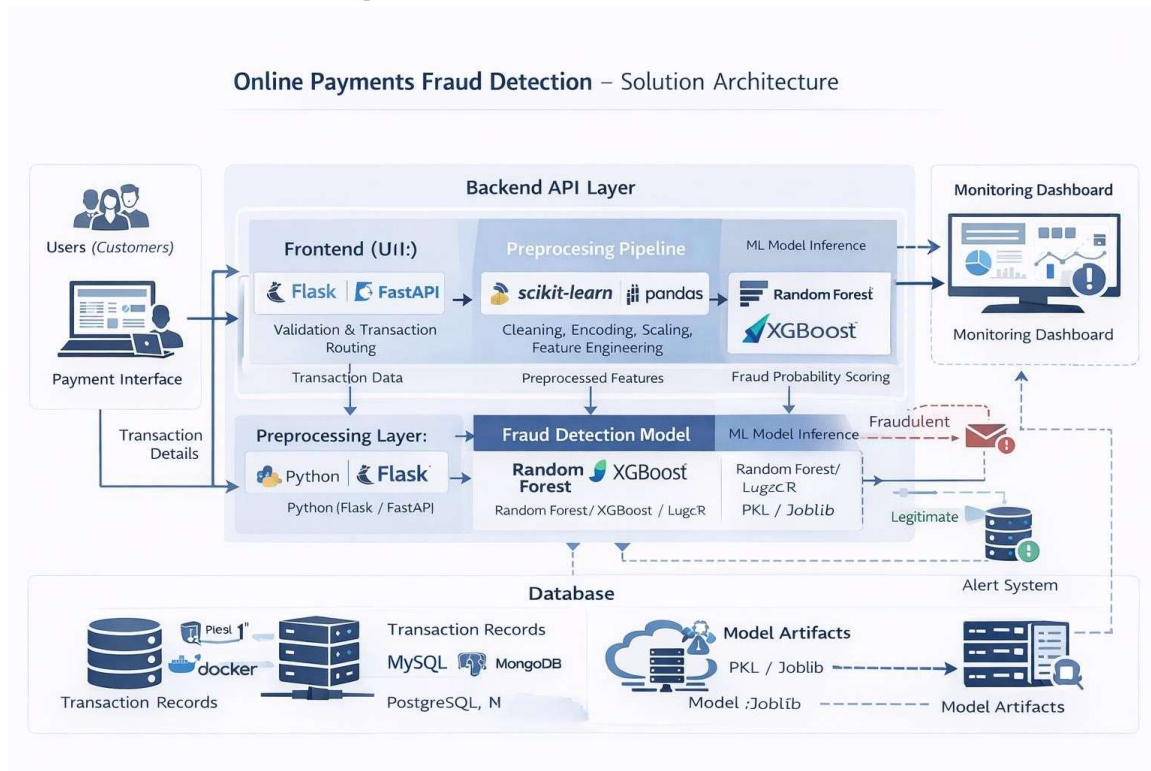 Online Payments Fraud Detection – Solution Architecture
Users (Customers)
Payment Interface
Transaction
Details
Backend API Layer
Frontend (UII:)
Flask | FastAPI
Validation & Transaction
Routing
Transaction Data
Preprocesing Pipeline
scikit-learn | pandas
Cleaning, Encoding, Scaling,
Feature Engineering
Preprocessed Features
ML Model Inference
Random Forest
XGBoost
Fraud Probability Scoring
Monitoring Dashboard
Monitoring Dashboard
Preprocessing Layer:
Python | Flask
Python (Flask / FastAPI)
Fraud Detection Model
Random
Forest
XGBoost
Random Forest/ XGBoost /
ML Model Inference
Random Forest/
PKL / Joblib
Fraudulent
Legitimate
Alert System
Database
docker
Transaction Records
Transaction Records
MySQL
MongoDB
PostgreSQL, M
Model Artifacts
PKL / Joblib
Model :Joblib
Model Artifacts